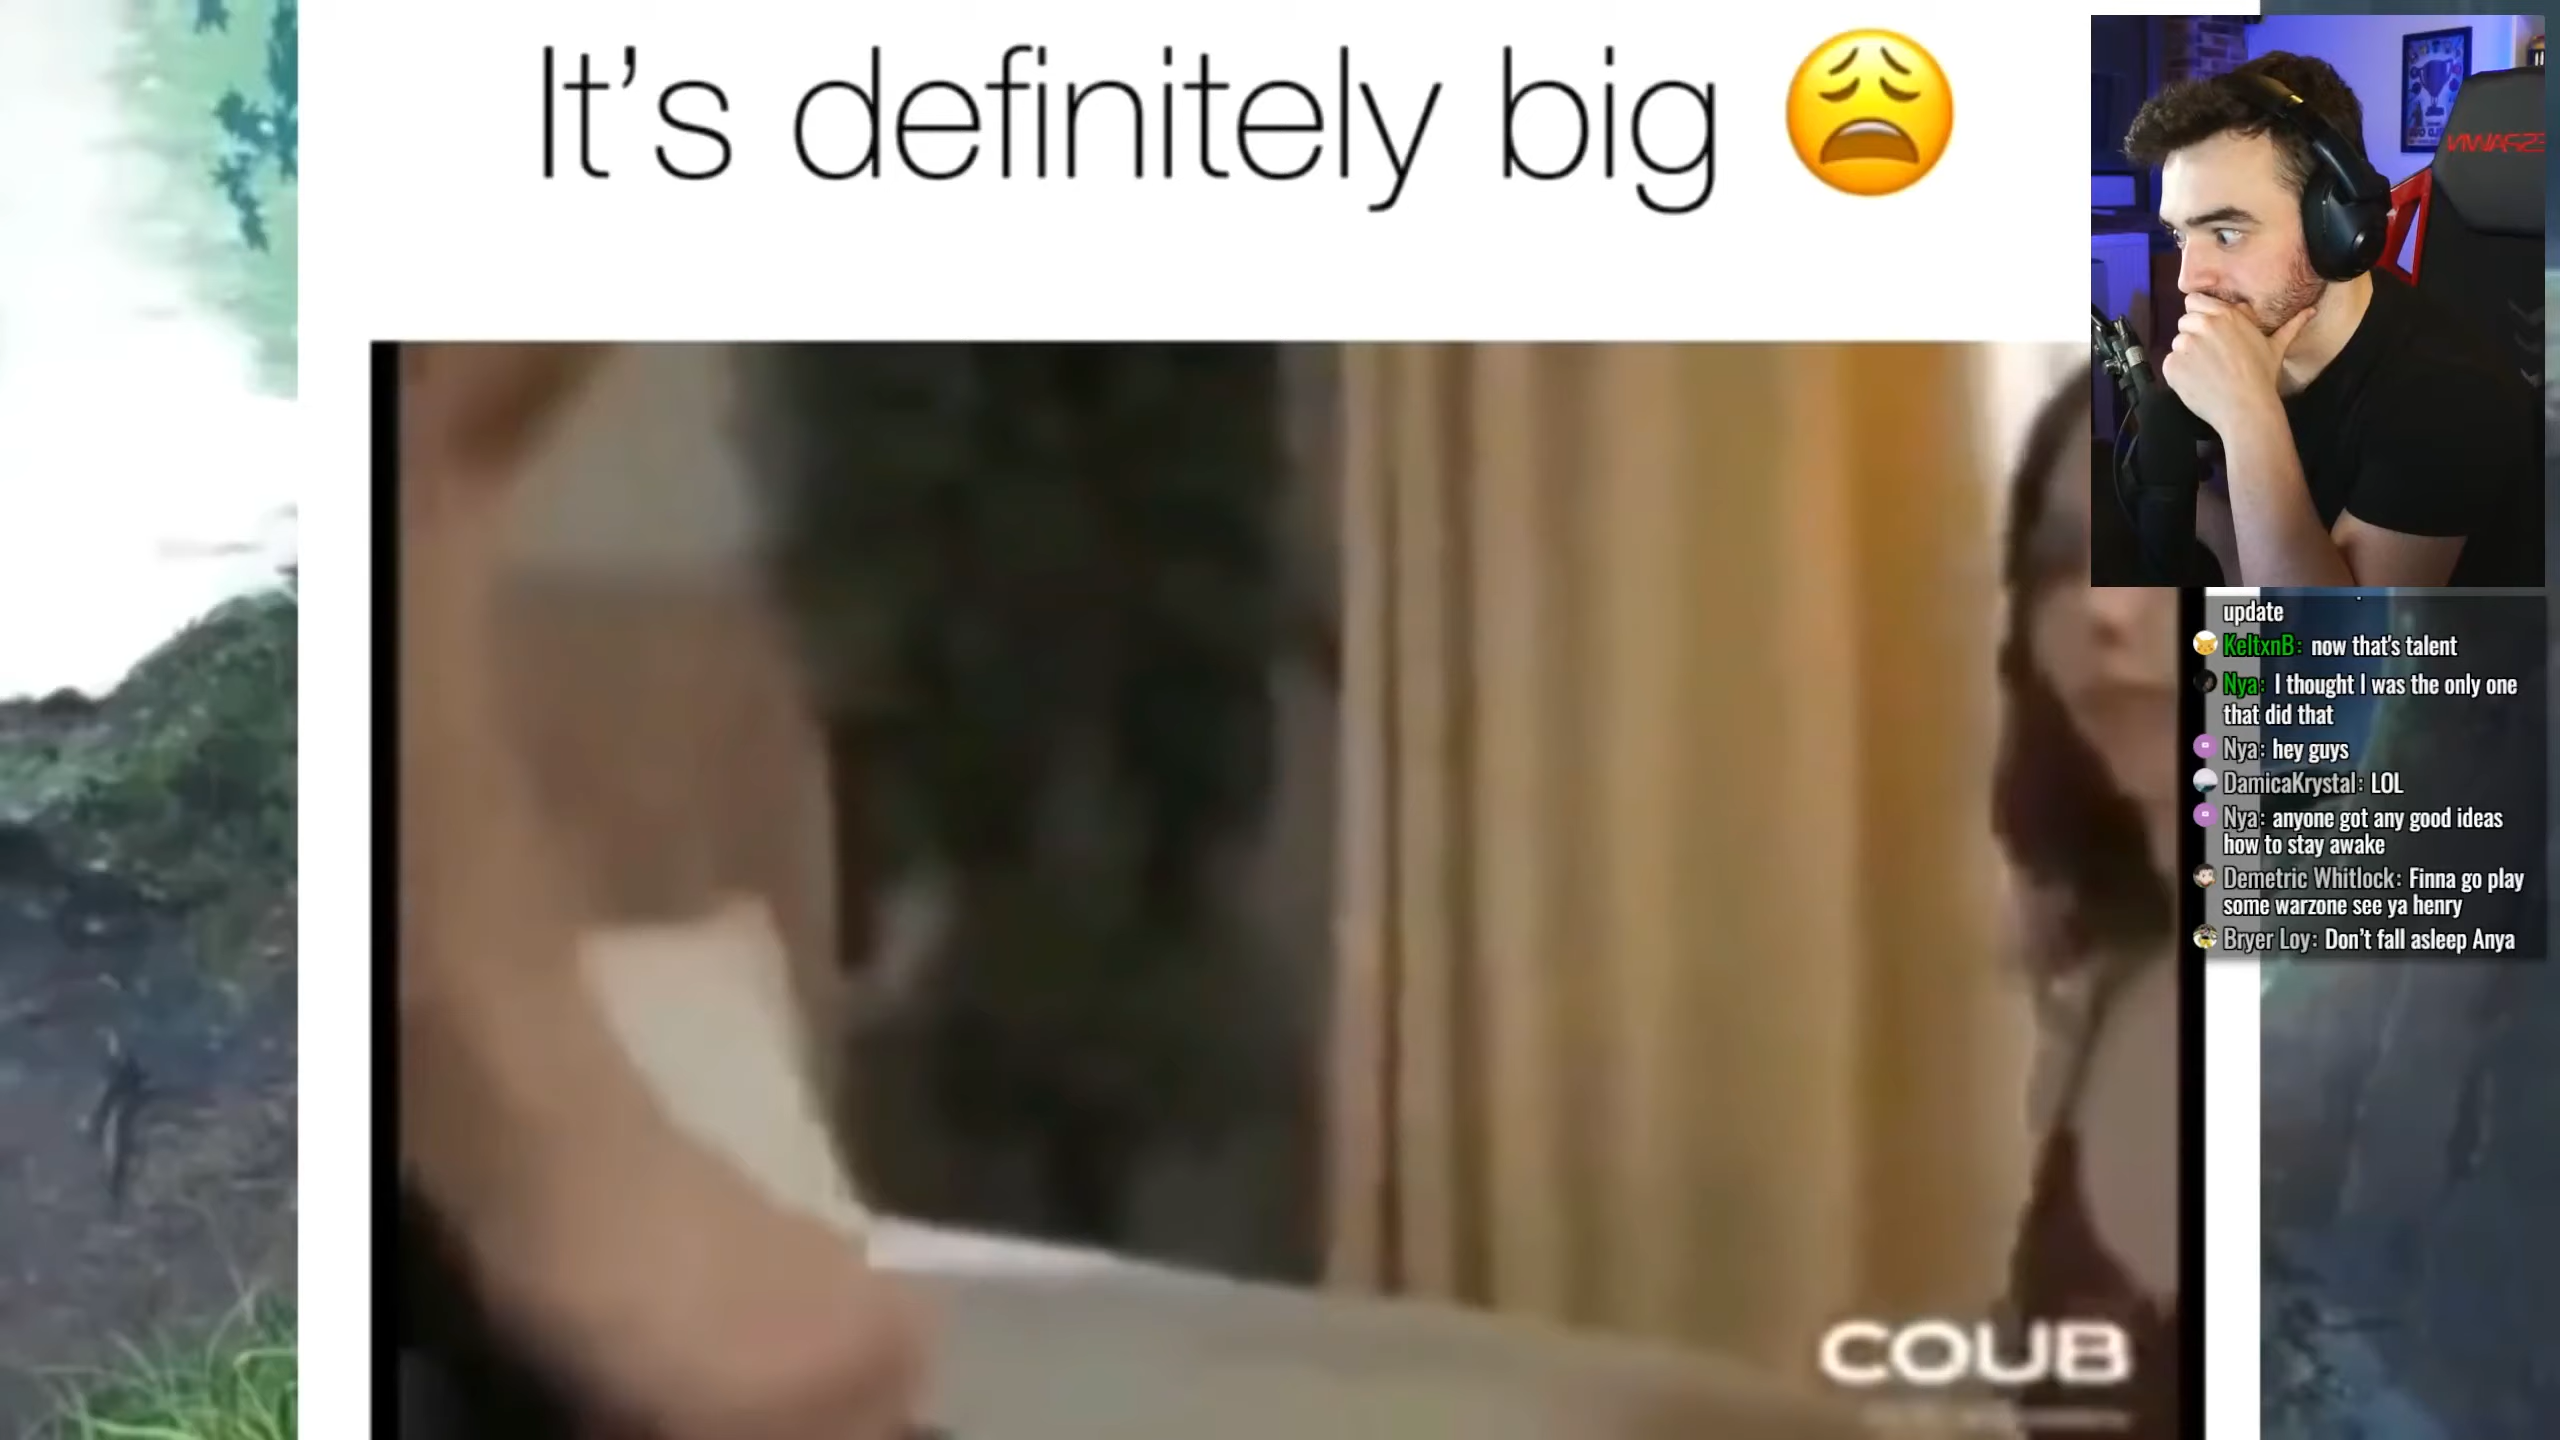 It's definitely big 😩
update
KeltxnB: now that's talent
Nya: I thought I was the only one
that did that
Nya: hey guys
DamicaKrystal: LOL
Nya: anyone got any good ideas
how to stay awake
Demetric Whitlock: Finna go play
some warzone see ya henry
Bryer Loy: Don't fall asleep Anya
COUB